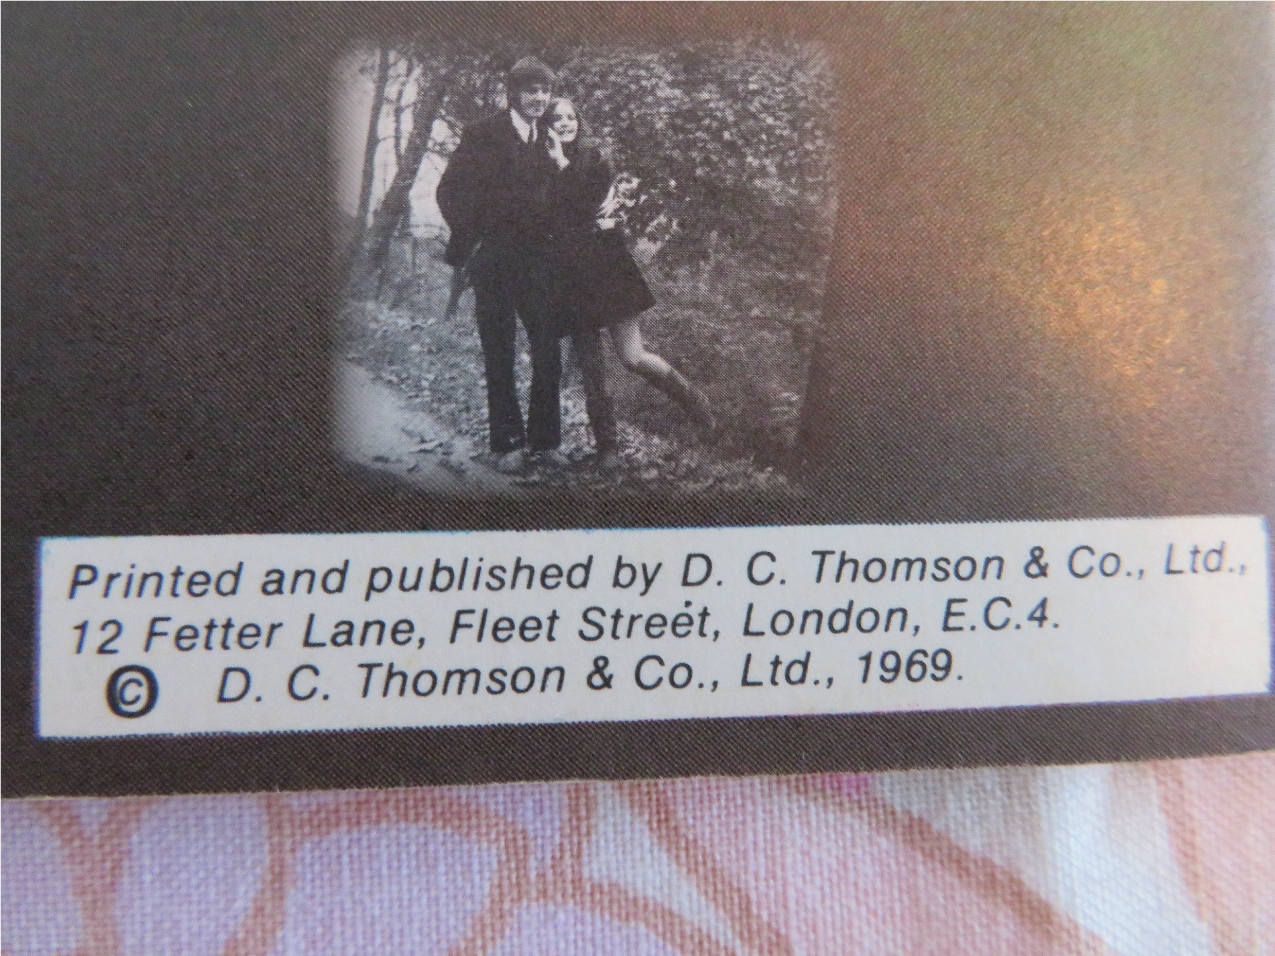 Printed and published by D. C. Thomson & Co., Ltd.,
12 Fetter Lane, Fleet Street, London, E.C.4.
© D. C. Thomson & Co., Ltd., 1969.